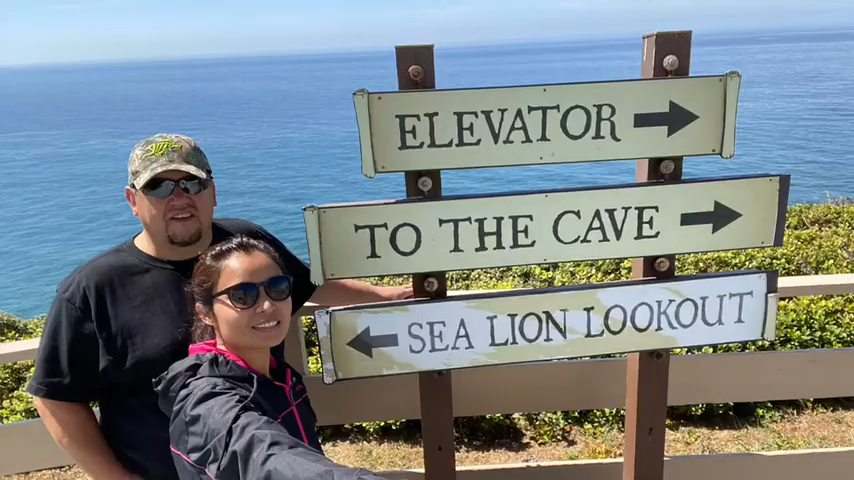 ELEVATOR →
TO THE CAVE →
← SEA LION LOOKOUT